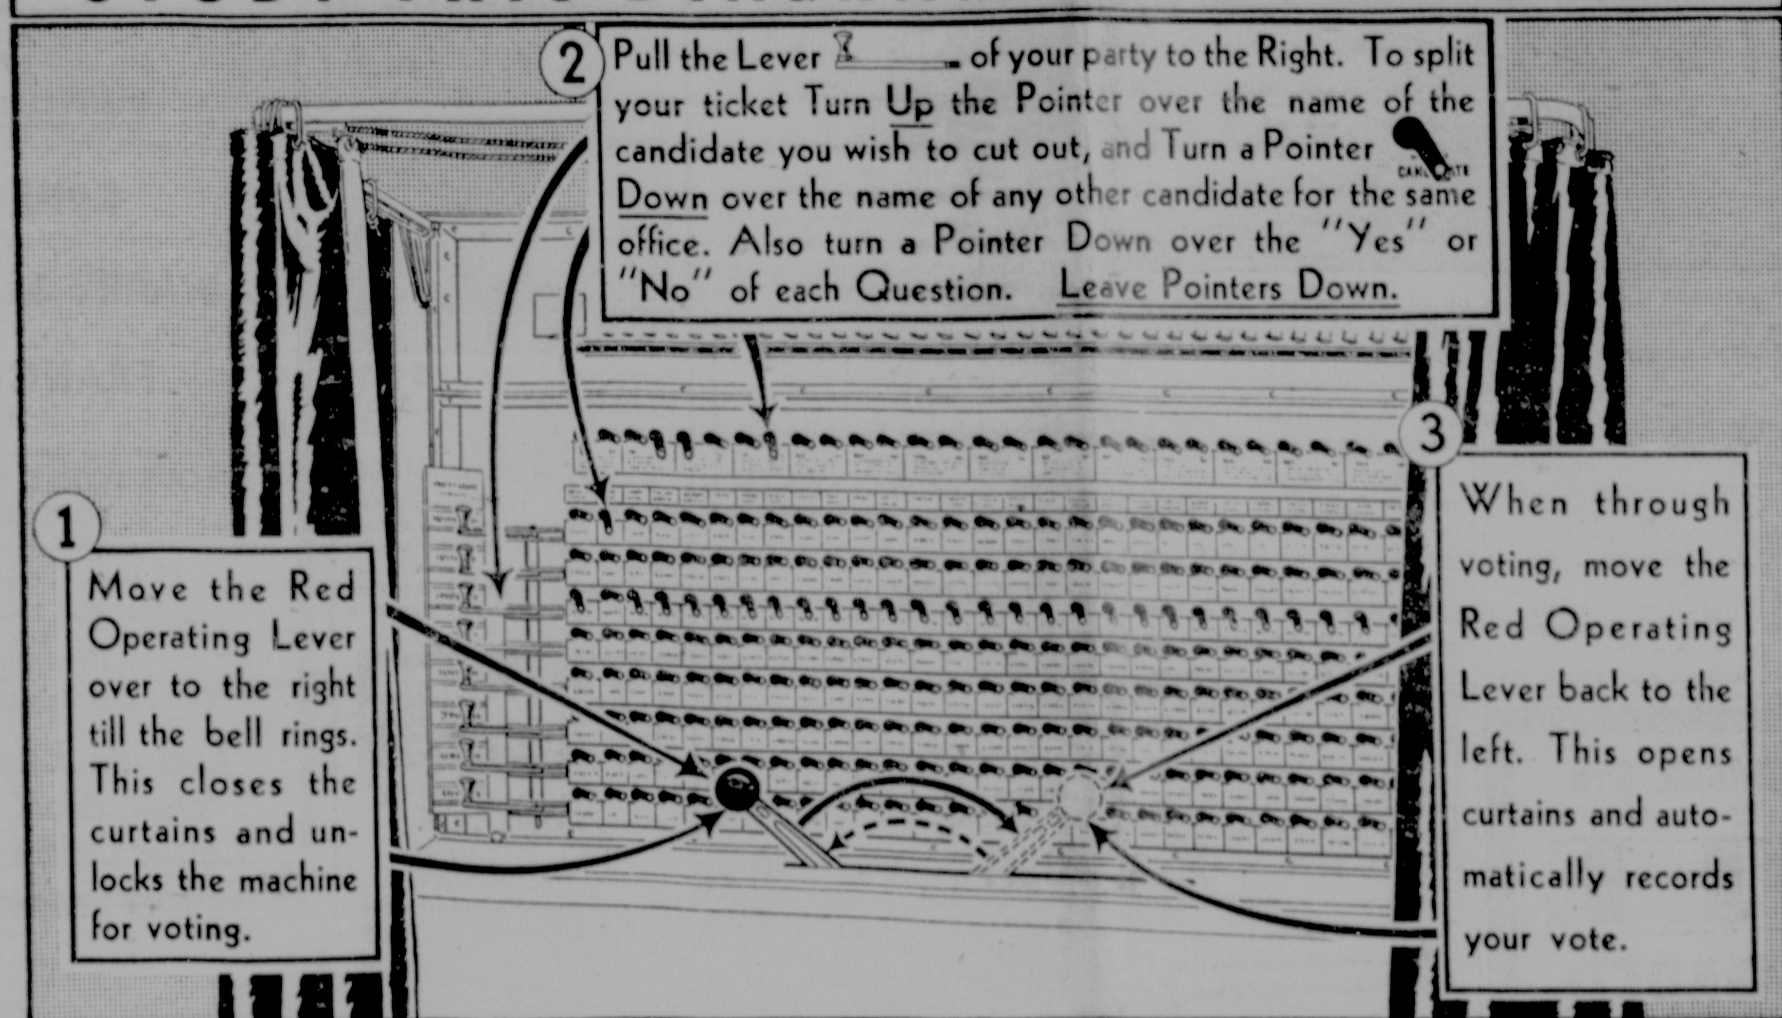 2
Pull the Lever of your party to the Right. To split
your ticket Turn Up the Pointer over the name of the
candidate you wish to cut out, and Turn a Pointer
Down over the name of any other candidate for the same
office. Also turn a Pointer Down over the "Yes" or
"No" of each Question. Leave Pointers Down.
1
Move the Red
Operating Lever
over to the right
till the bell rings.
This closes the
curtains and un-
locks the machine
for voting.
3
When through
voting, move the
Red Operating
Lever back to the
left. This opens
curtains and auto-
matically records
your vote.